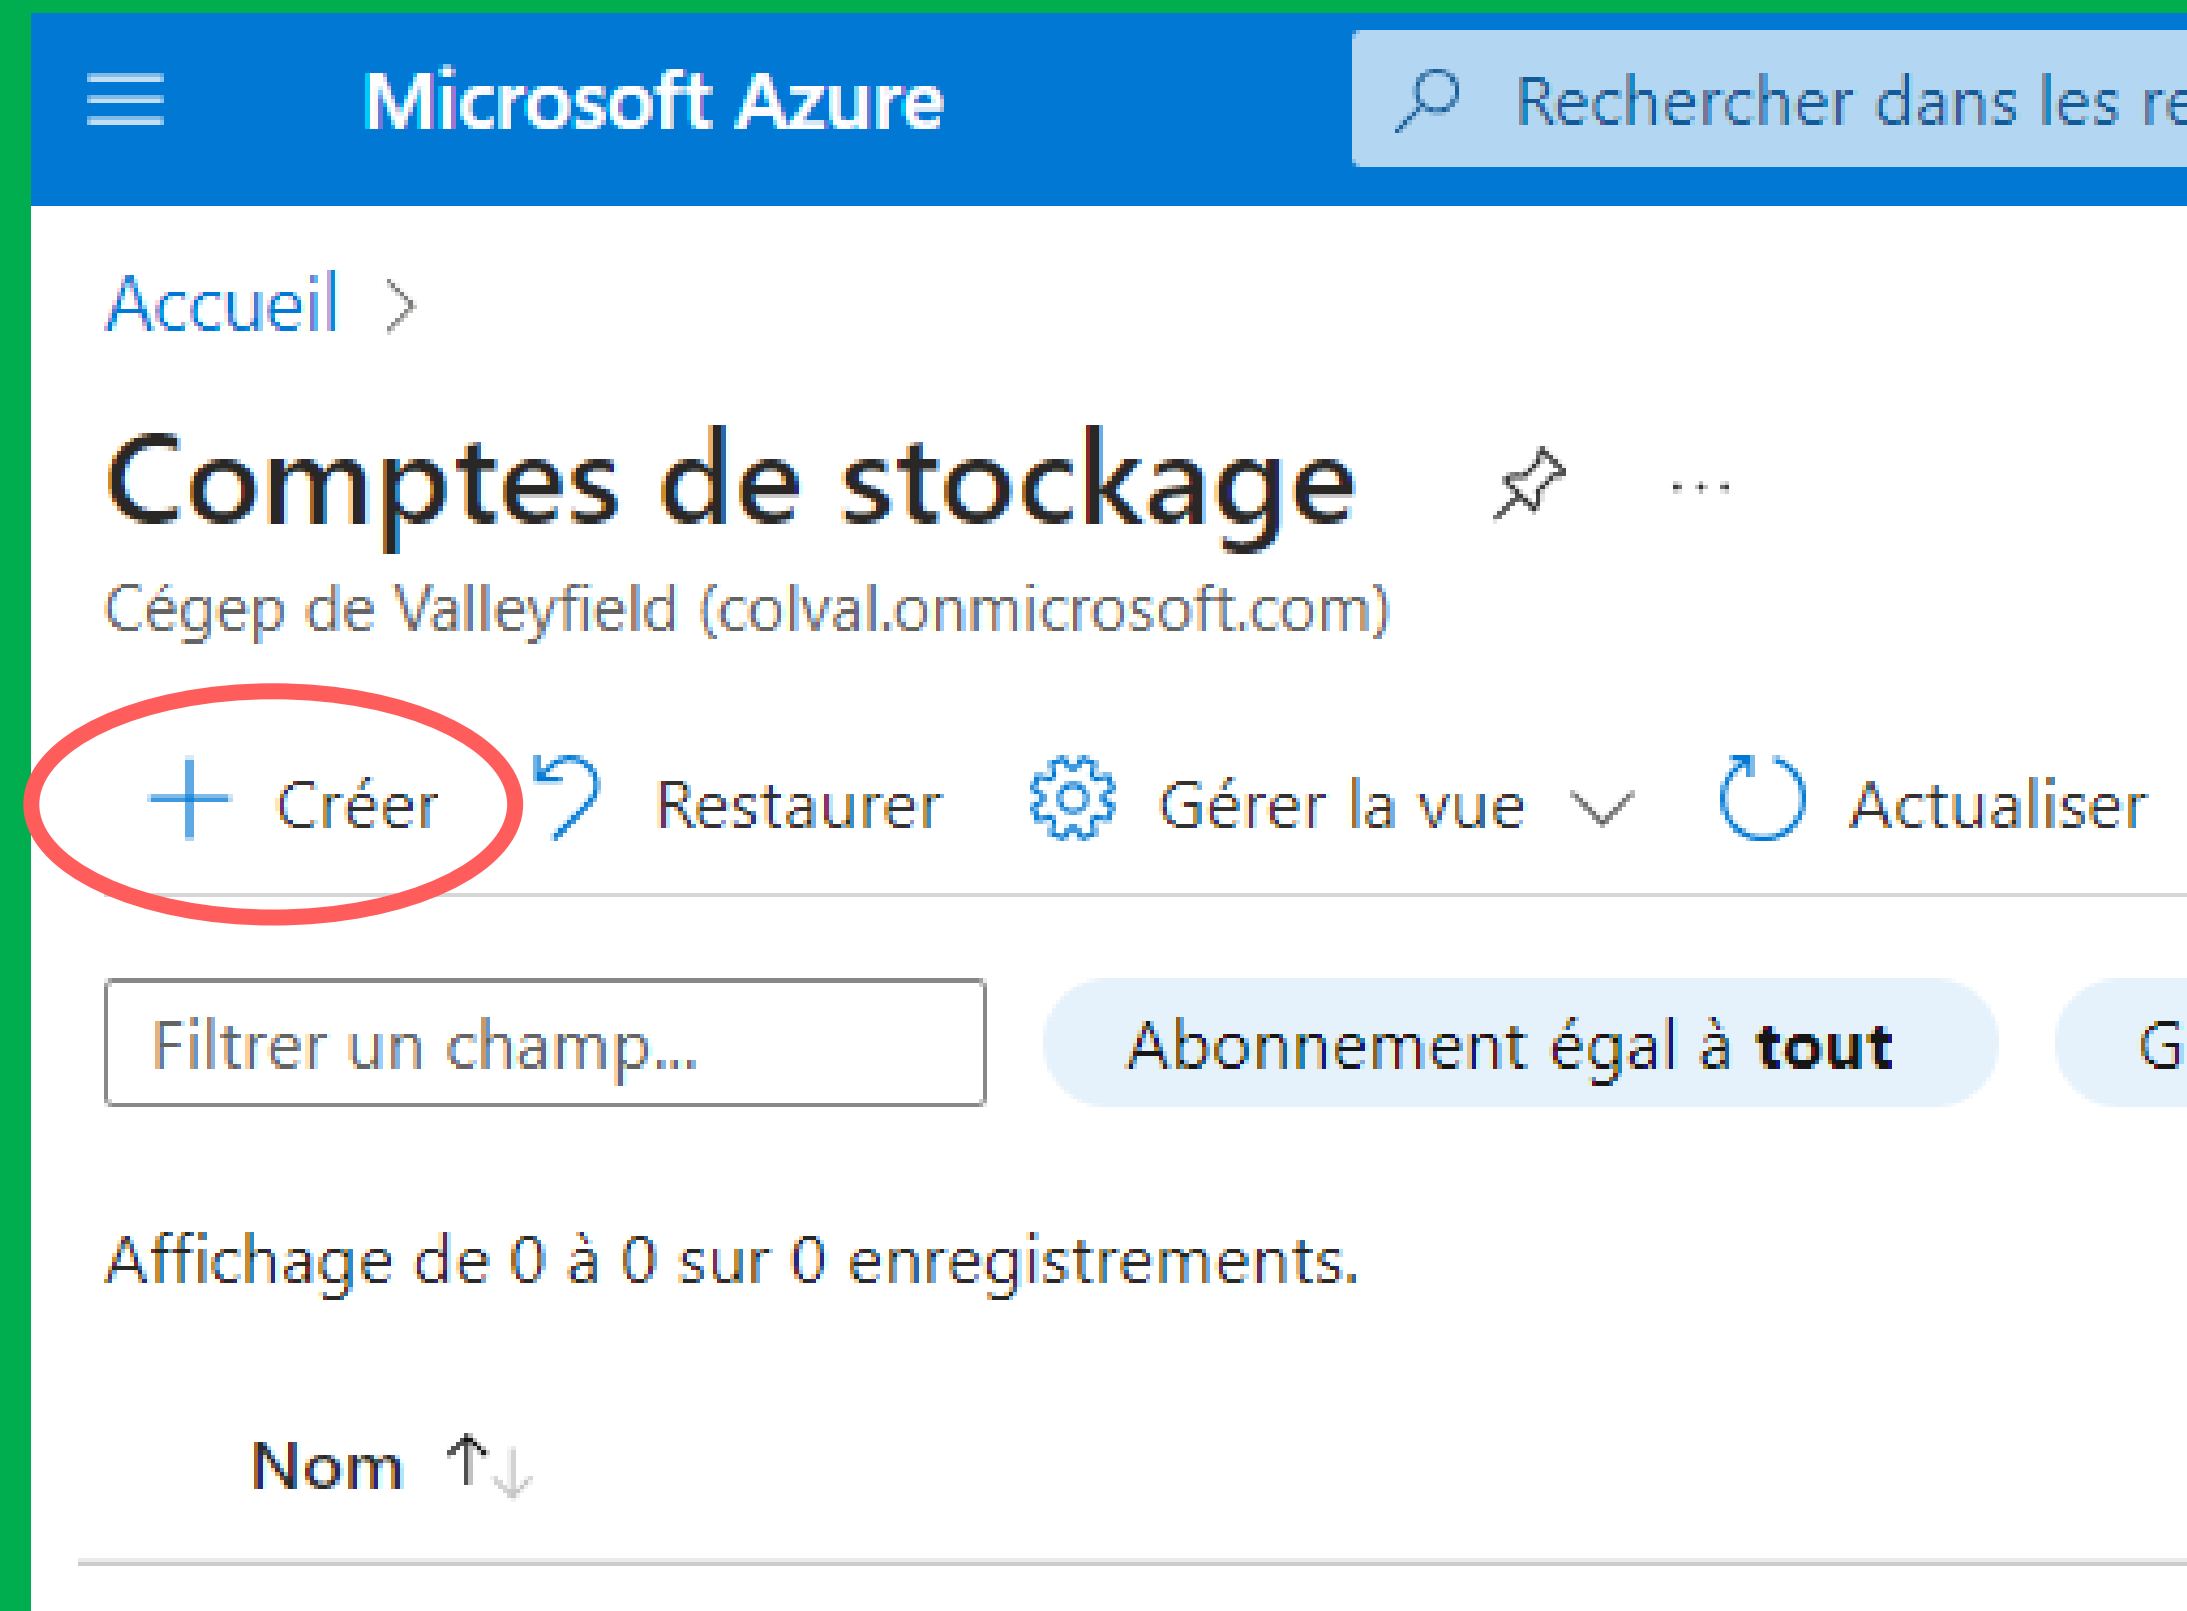 Microsoft Azure
Rechercher dans les re
Accueil >
Comptes de stockage ...
Cégep de Valleyfield (colval.onmicrosoft.com)
+ Créer Restaurer Gérer la vue Actualiser
Filtrer un champ... Abonnement égal à tout G
Affichage de 0 à 0 sur 0 enregistrements.
Nom ↑↓